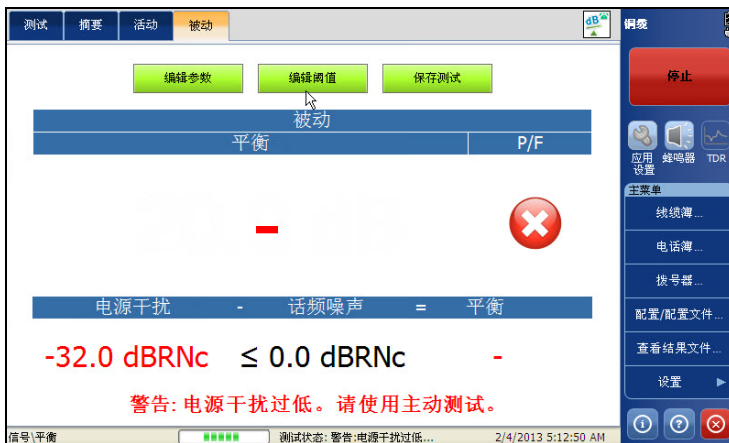 测试 摘要 活动 被动 dB 铜缆
编辑参数 编辑阈值 保存测试 停止
被动
平衡 P/F
应用设置 蜂鸣器 TDR
主菜单
-
线缆簿...
电话簿...
拨号器...
电源干扰 - 话频噪声 = 平衡
配置/配置文件...
-32.0 dBRNc ≤ 0.0 dBRNc -
查看结果文件...
设置
警告: 电源干扰过低。请使用主动测试。
信号\平衡 测试状态: 警告:电源干扰过低... 2/4/2013 5:12:50 AM